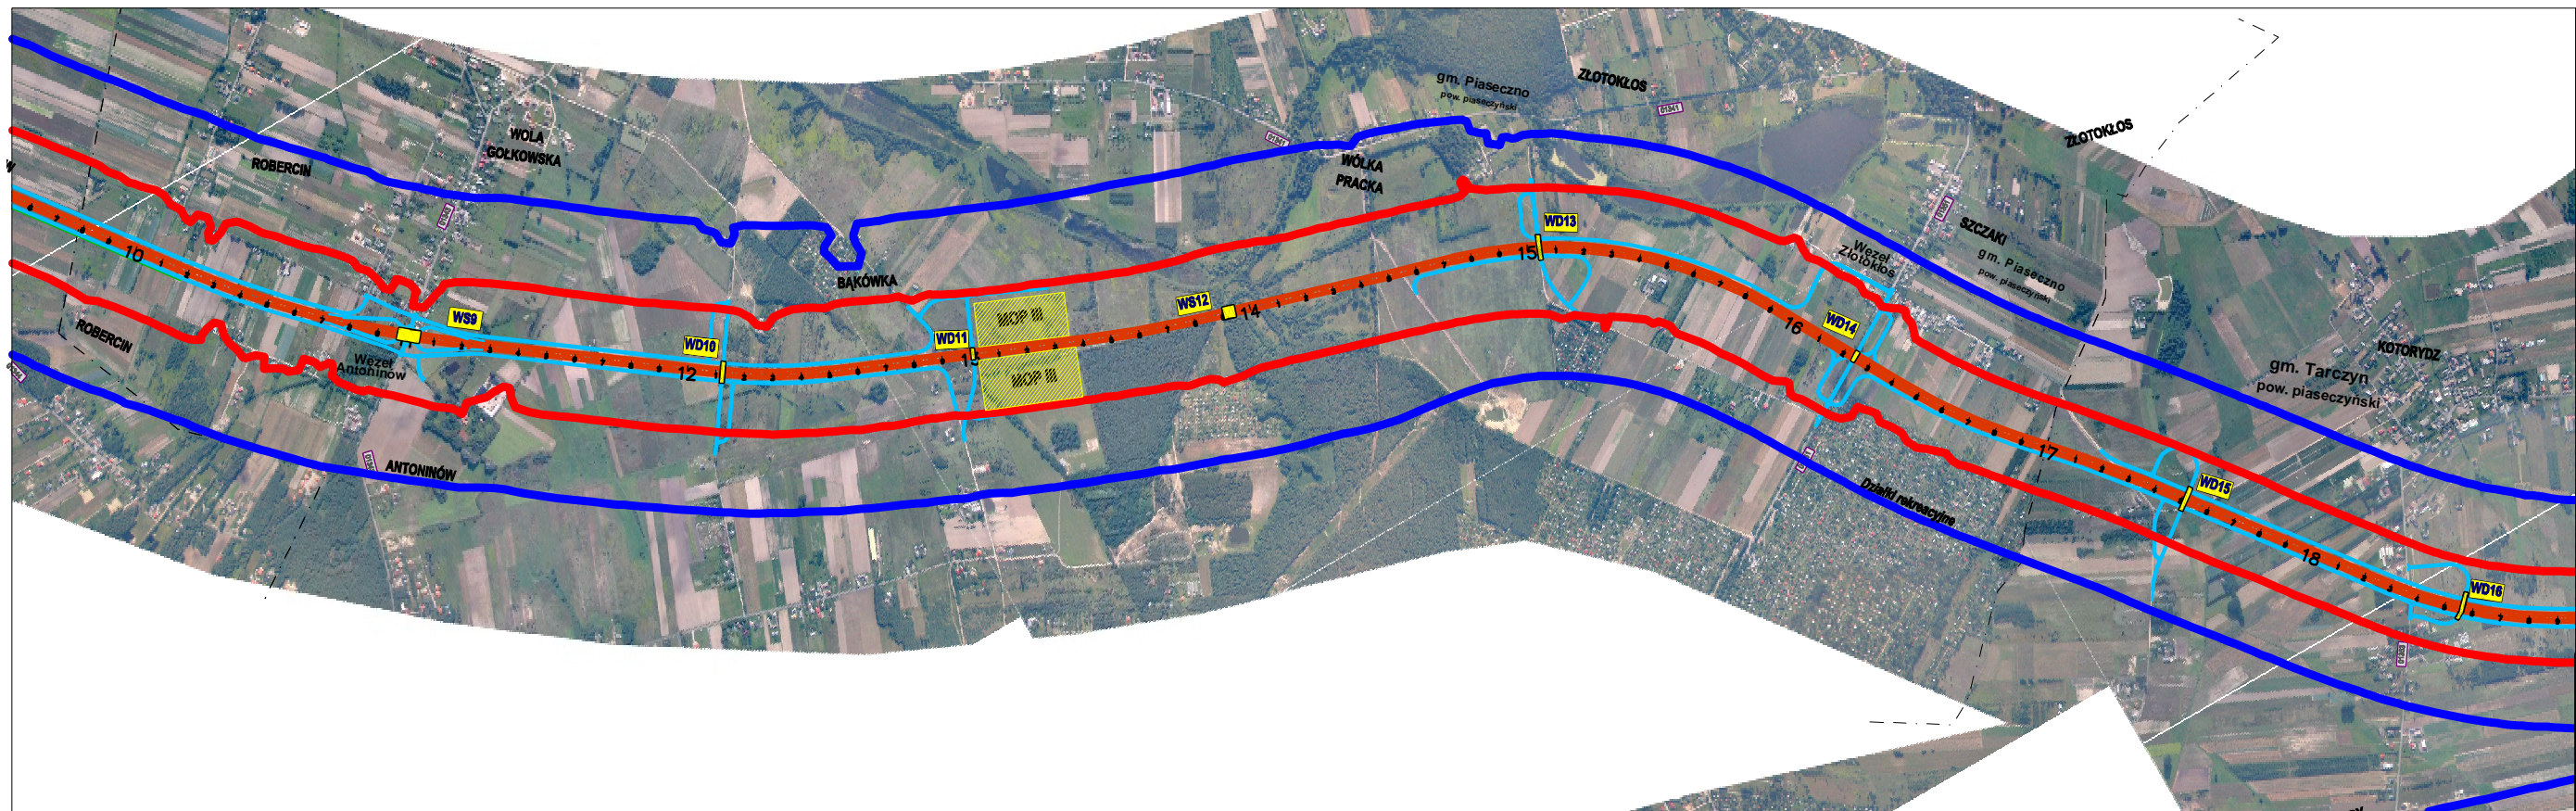 gm. Piaseczno
pow. piaseczyński
ZŁOTOKŁOS
01341
ZŁOTOKŁOS
WOLA
GOŁKOWSKA
ROBERCIN
WÓLKA
PRACKA
SZCZAKI
gm. Piaseczno
pow. piaseczyński
WD13
Węzeł
Złotokłos
10
BĄKÓWKA
15
WS12
14
MOP III
WS9
WD10
WD11
16
WD14
ROBERCIN
Węzeł
Antoninów
12
MOP III
KOTORYDZ
gm. Tarczyn
pow. piaseczyński
ANTONINÓW
17
WD15
Działki rekreacyjne
18
WD16